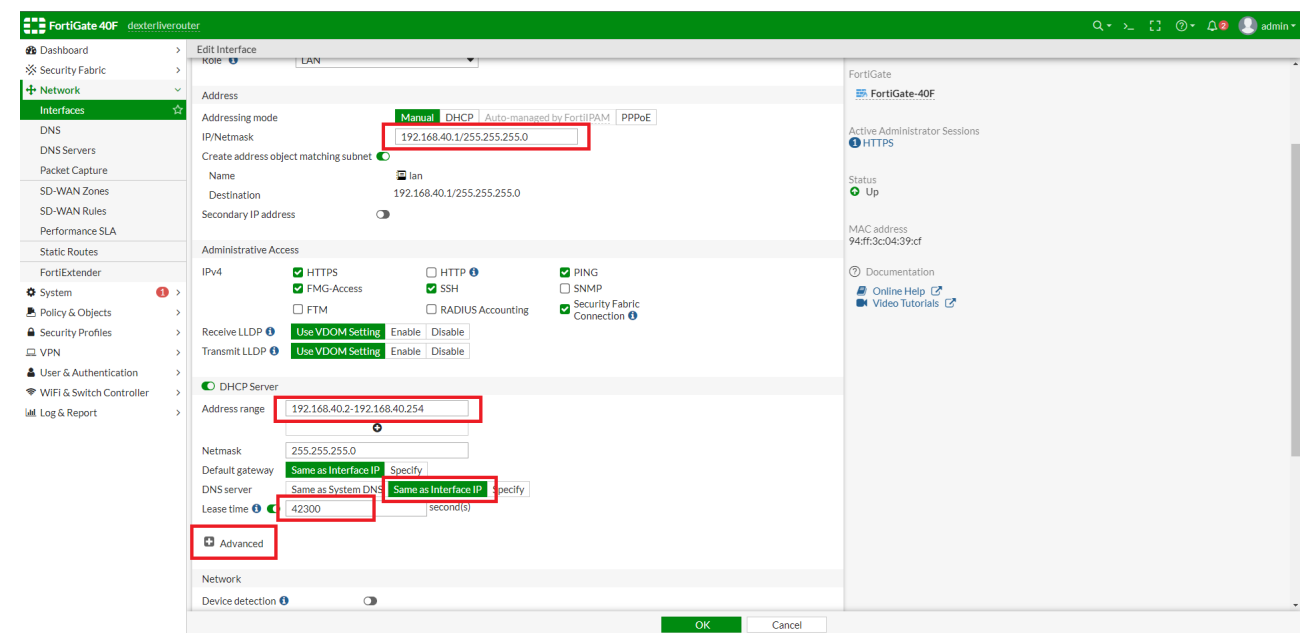 FortiGate 40F dexterliverouter
admin
2
Dashboard
Security Fabric
Network
Interfaces
DNS
DNS Servers
Packet Capture
SD-WAN Zones
SD-WAN Rules
Performance SLA
Static Routes
FortiExtender
System 1
Policy & Objects
Security Profiles
VPN
User & Authentication
WiFi & Switch Controller
Log & Report
Edit Interface
Role LAN
Address
Addressing mode Manual DHCP Auto-managed by FortiIPAM PPPoE
IP/Netmask 192.168.40.1/255.255.255.0
Create address object matching subnet
Name lan
Destination 192.168.40.1/255.255.255.0
Secondary IP address
Administrative Access
IPv4 HTTPS HTTP PING
FMG-Access SSH SNMP
FTM RADIUS Accounting Security Fabric
Connection
Receive LLDP Use VDOM Setting Enable Disable
Transmit LLDP Use VDOM Setting Enable Disable
DHCP Server
Address range 192.168.40.2-192.168.40.254
Netmask 255.255.255.0
Default gateway Same as Interface IP Specify
DNS server Same as System DNS Same as Interface IP Specify
Lease time 42300 second(s)
Advanced
Network
Device detection
OK Cancel
FortiGate
FortiGate-40F
Active Administrator Sessions
1 HTTPS
Status
Up
MAC address
94:ff:3c:04:39:cf
Documentation
Online Help
Video Tutorials